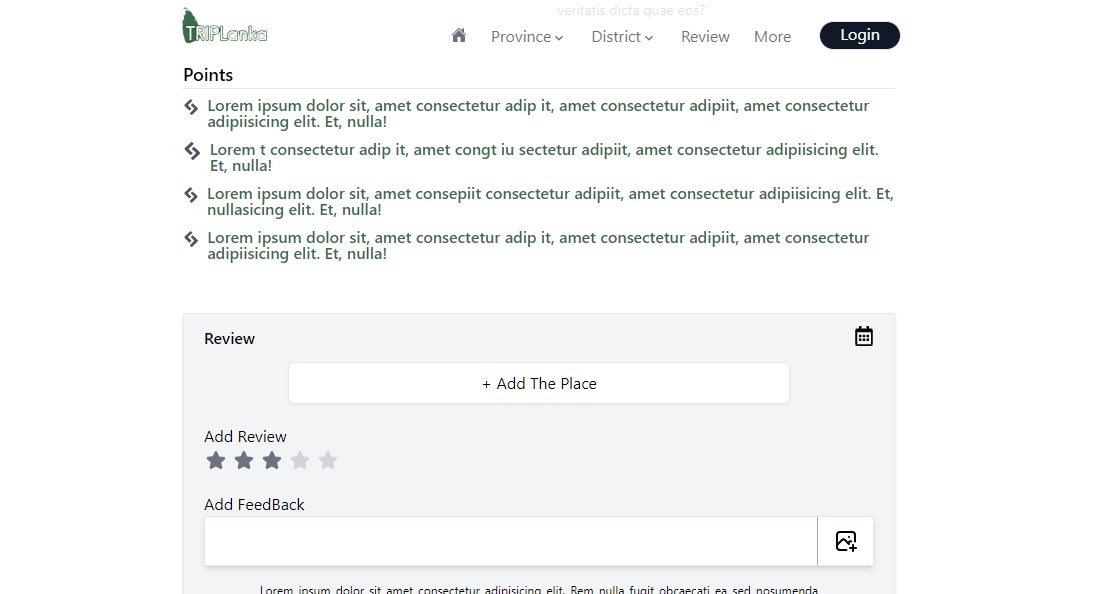 veritatis dicta quae eos?
TRIPLanka
Province
District
Review
More
Login
Points
Lorem ipsum dolor sit, amet consectetur adip it, amet consectetur adipiit, amet consectetur
adipiisicing elit. Et, nulla!
Lorem t consectetur adip it, amet congt iu sectetur adipiit, amet consectetur adipiisicing elit.
Et, nulla!
Lorem ipsum dolor sit, amet consepiit consectetur adipiit, amet consectetur adipiisicing elit. Et,
nullasicing elit. Et, nulla!
Lorem ipsum dolor sit, amet consectetur adip it, amet consectetur adipiit, amet consectetur
adipiisicing elit. Et, nulla!
Review
+ Add The Place
Add Review
Add FeedBack
Lorem ipsum dolor sit amet consectetur adipisicing elit. Rem nulla fugit obcaecati ea sed nosumenda